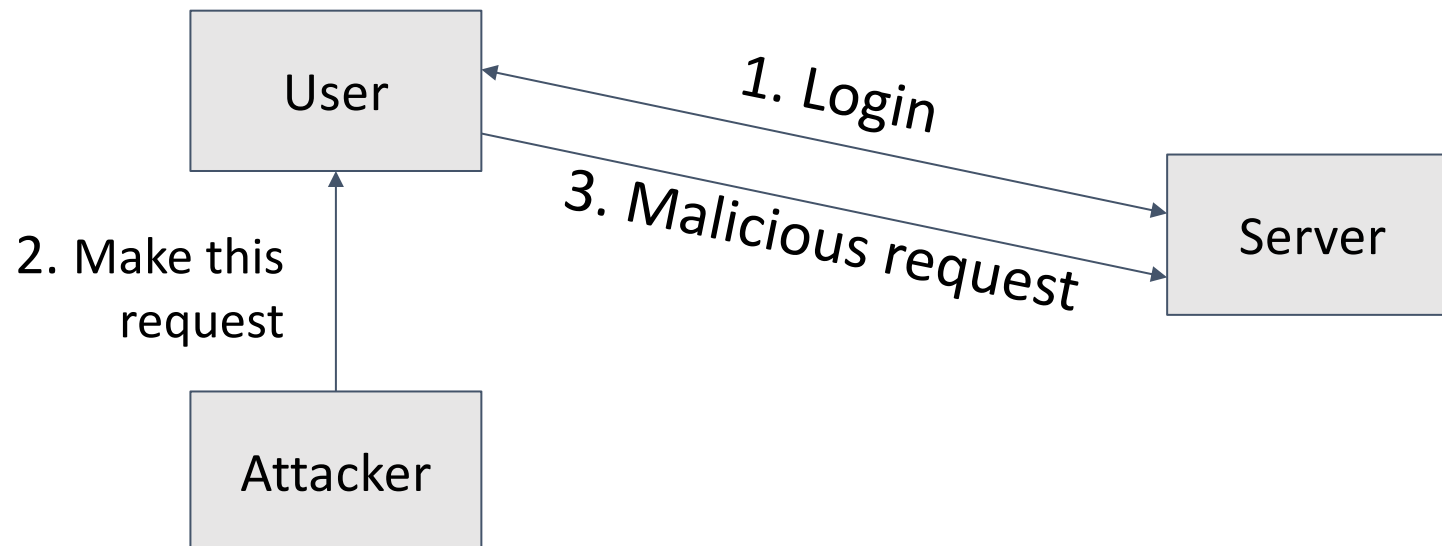 User
1. Login
3. Malicious request
Server
2. Make this
request
Attacker